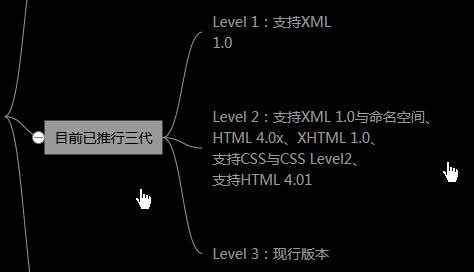 目前已推行三代
Level 1：支持XML
1.0
Level 2：支持XML 1.0与命名空间、
HTML 4.0x、XHTML 1.0、
支持CSS与CSS Level2、
支持HTML 4.01
Level 3：现行版本